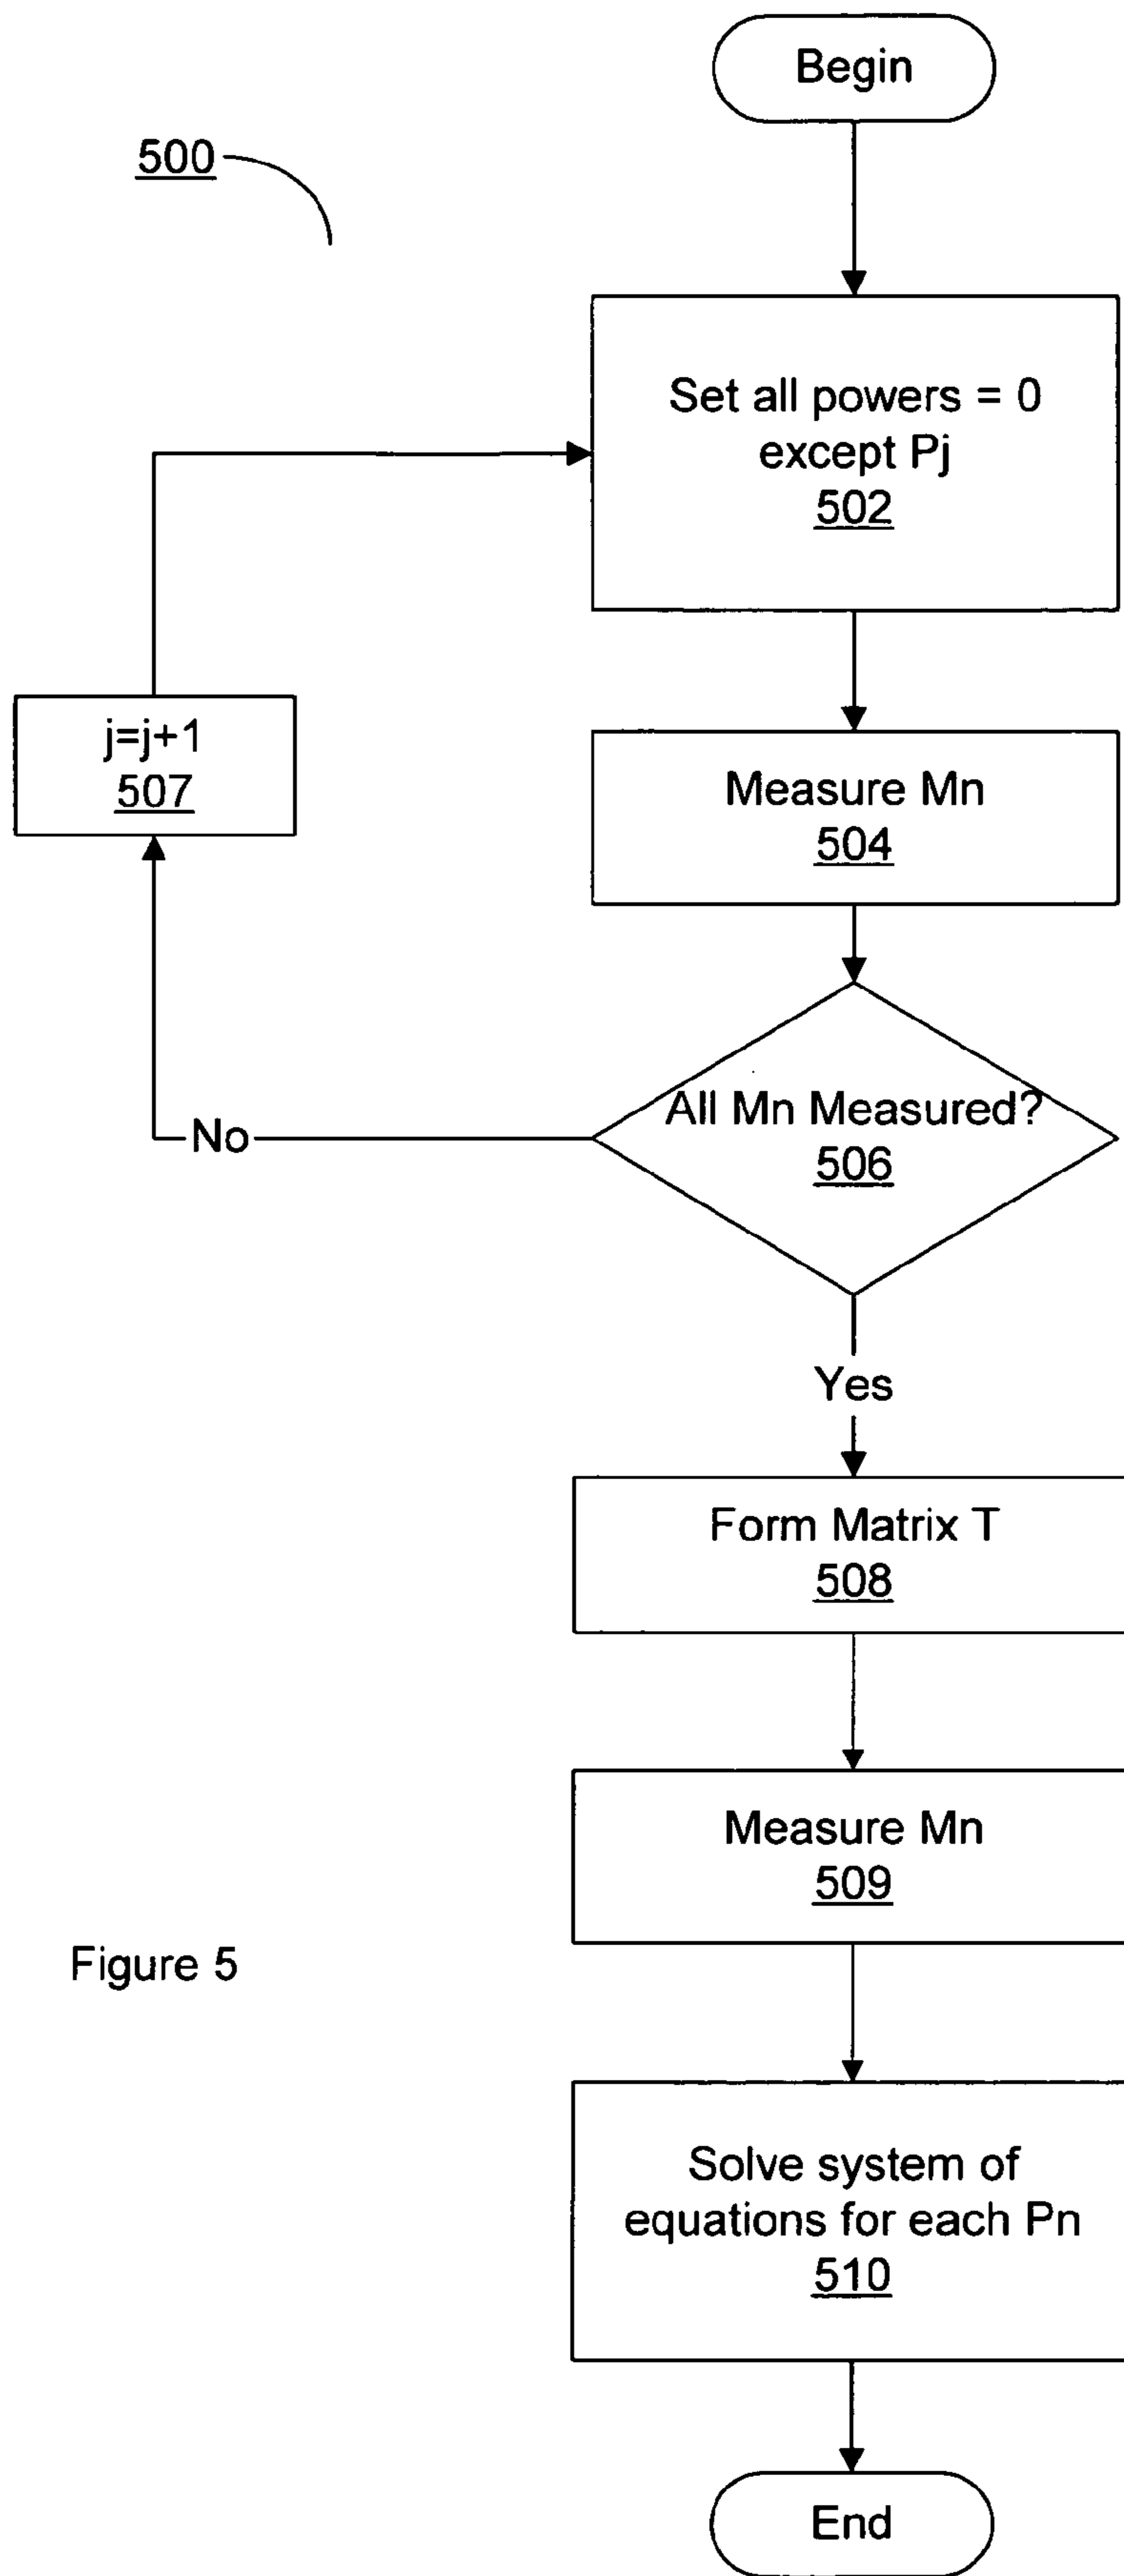 Begin
500
Set all powers = 0
except Pj
502
j=j+1
507
Measure Mn
504
All Mn Measured?
506
No
Yes
Form Matrix T
508
Measure Mn
509
Figure 5
Solve system of
equations for each Pn
510
End